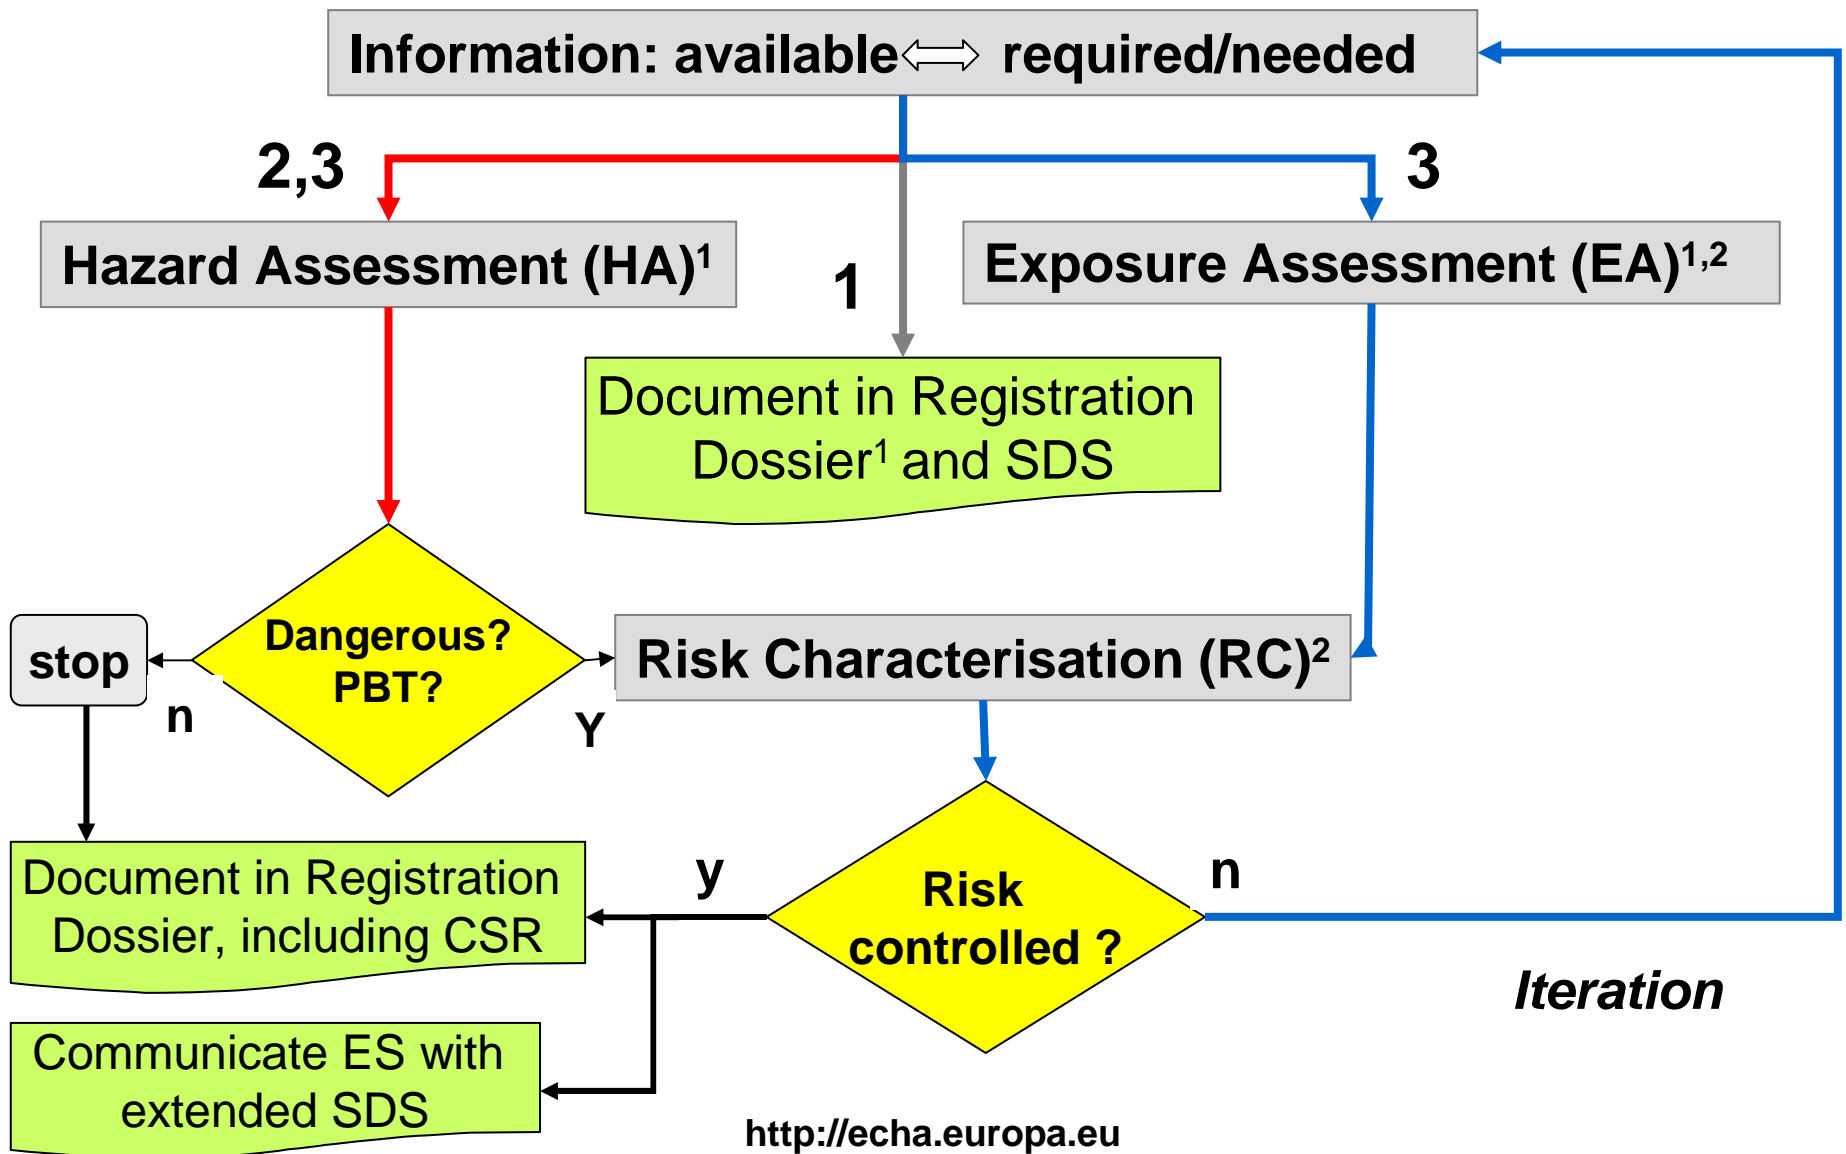 Information: available required/needed
2,3
3
Hazard Assessment (HA)¹
1
Exposure Assessment (EA)¹,²
Document in Registration
Dossier¹ and SDS
Dangerous?
PBT?
stop
n
Y
Risk Characterisation (RC)²
Document in Registration
Dossier, including CSR
y
Risk
controlled ?
n
Iteration
Communicate ES with
extended SDS
http://echa.europa.eu